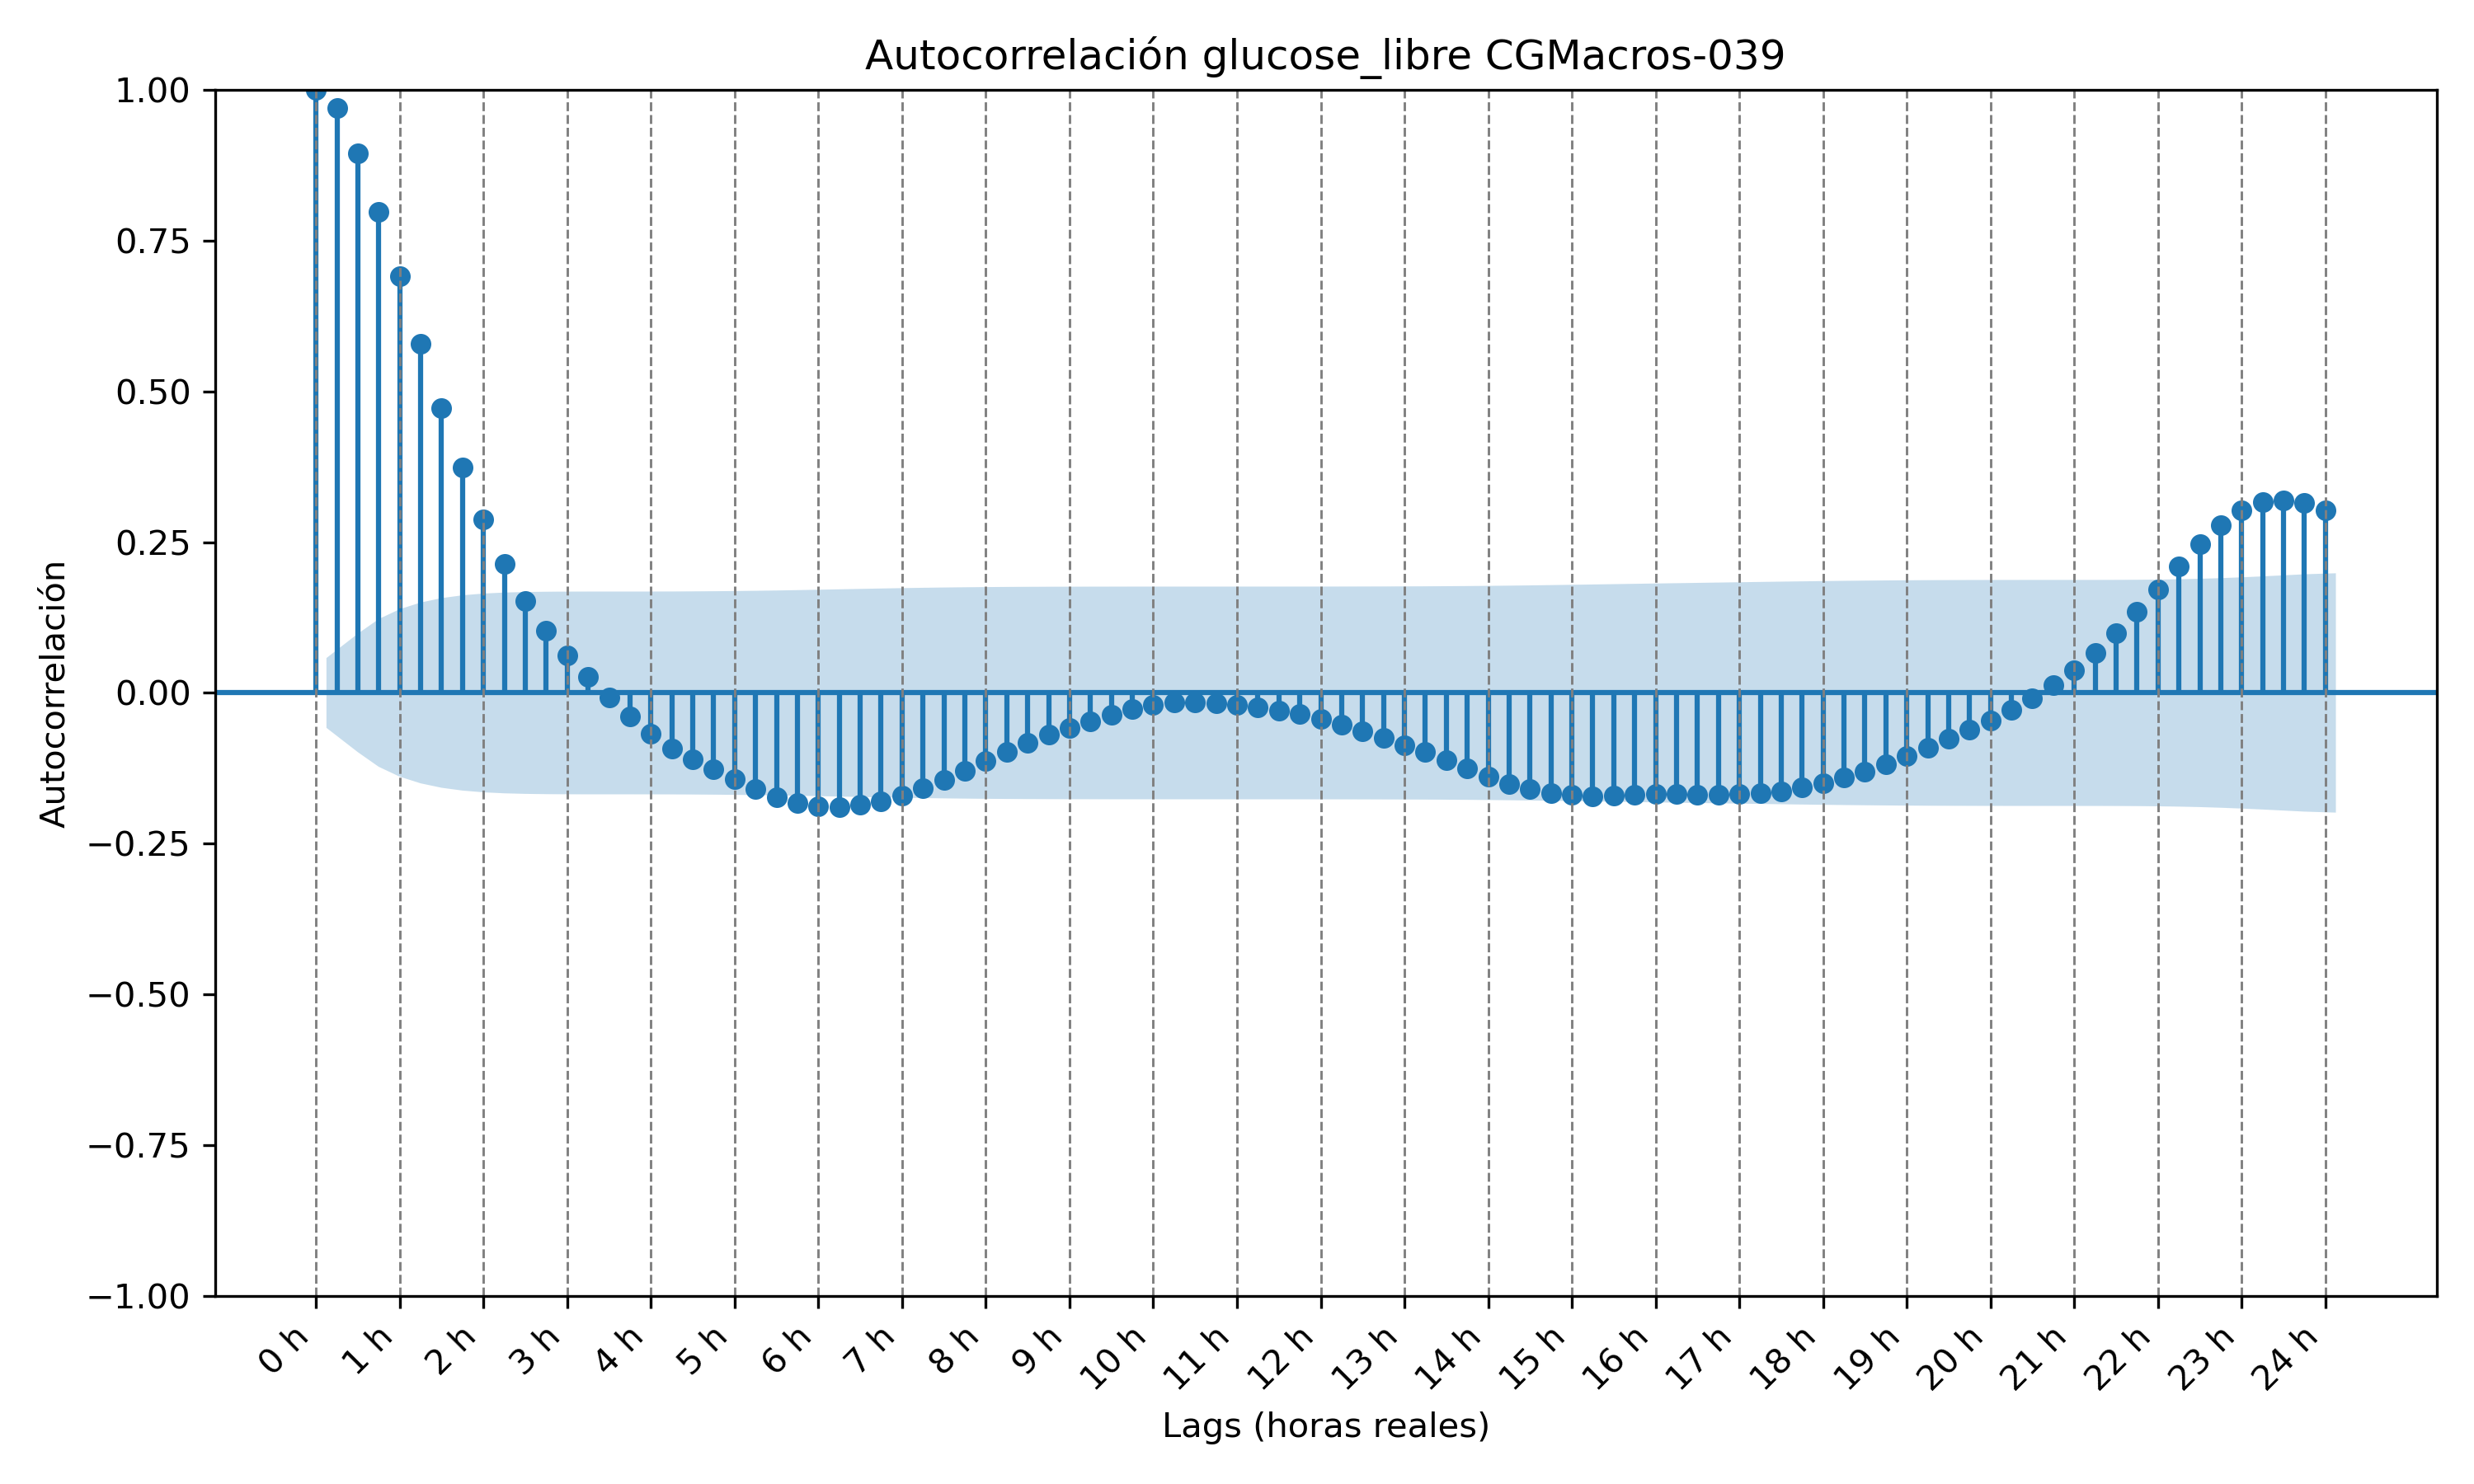 Autocorrelación glucose_libre CGMacros-039
Autocorrelación
1.00
0.75
0.50
0.25
0.00
−0.25
−0.50
−0.75
−1.00
0 h
1 h
2 h
3 h
4 h
5 h
6 h
7 h
8 h
9 h
10 h
11 h
12 h
13 h
14 h
15 h
16 h
17 h
18 h
19 h
20 h
21 h
22 h
23 h
24 h
Lags (horas reales)